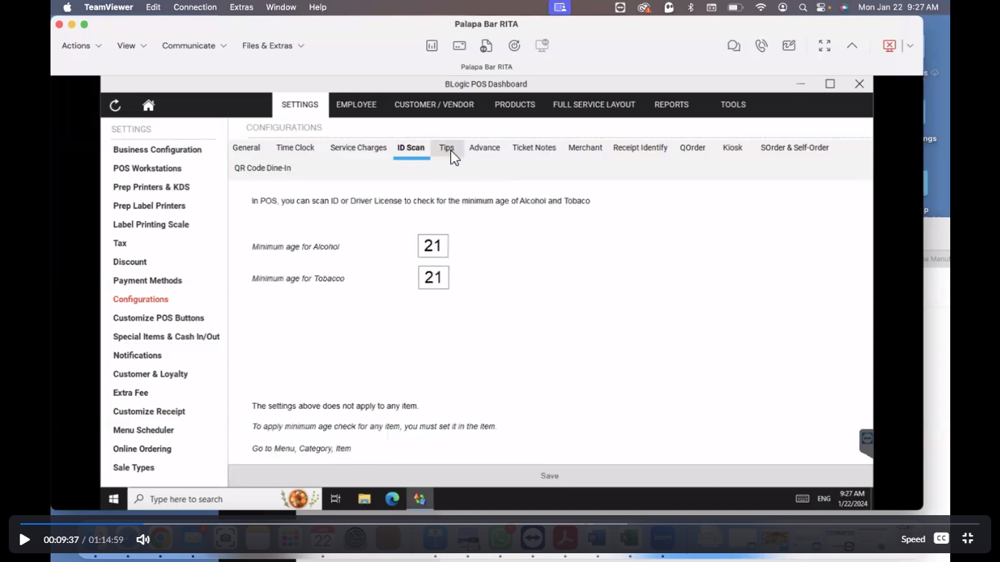 TeamViewer Edit Connection Extras Window Help Mon Jan 22 9:27 AM
Palapa Bar RITA
Actions View Communicate Files & Extras
Palapa Bar RITA
BLogic POS Dashboard
SETTINGS EMPLOYEE CUSTOMER / VENDOR PRODUCTS FULL SERVICE LAYOUT REPORTS TOOLS
SETTINGS
CONFIGURATIONS
General Time Clock Service Charges ID Scan Tips Advance Ticket Notes Merchant Receipt Identify QOrder Kiosk SOrder & Self-Order
QR Code Dine-In
Business Configuration
POS Workstations
Prep Printers & KDS
Prep Label Printers
Label Printing Scale
Tax
Discount
Payment Methods
Configurations
Customize POS Buttons
Special Items & Cash In/Out
Notifications
Customer & Loyalty
Extra Fee
Customize Receipt
Menu Scheduler
Online Ordering
Sale Types
In POS, you can scan ID or Driver License to check for the minimum age of Alcohol and Tobaco
Minimum age for Alcohol 21
Minimum age for Tobacco 21
The settings above does not apply to any item.
To apply minimum age check for any item, you must set it in the item.
Go to Menu, Category, Item
Save
Type here to search
ENG
9:27 AM
1/22/2024
22
zoom
00:09:37 / 01:14:59
Speed CC